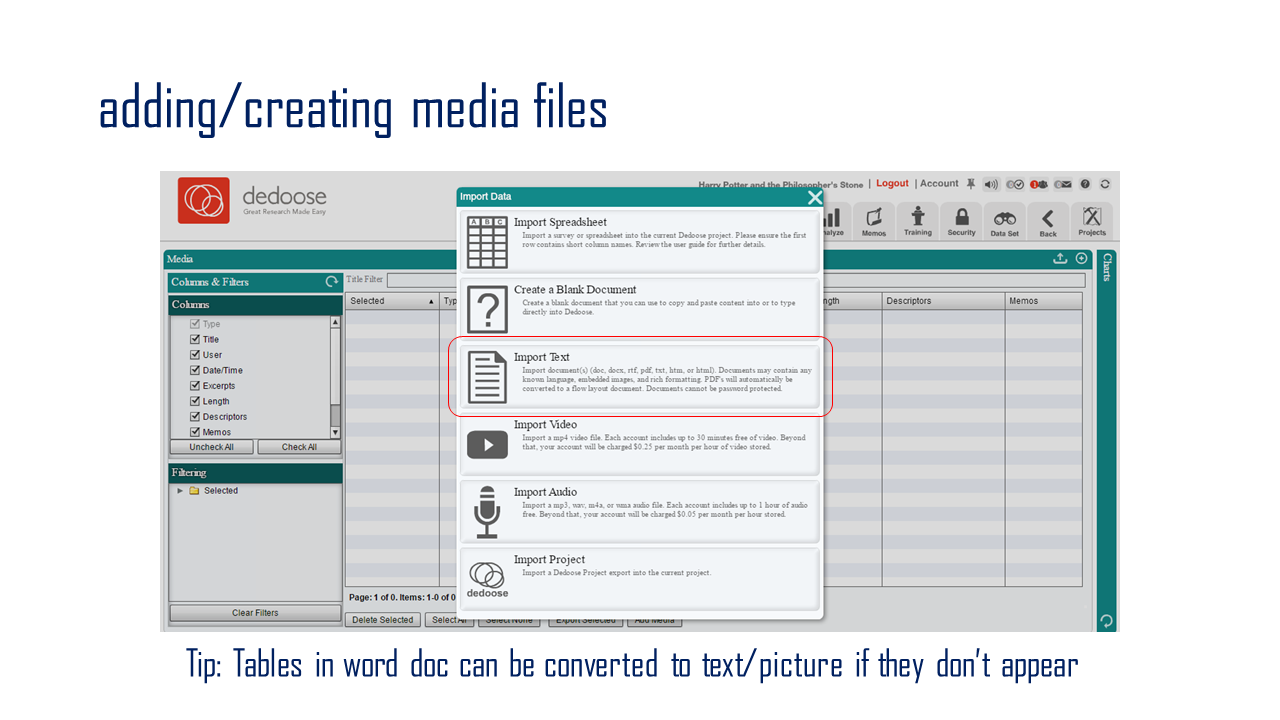 adding/creating media files
dedoose
Great Research Made Easy
Harry Potter and the Philosopher's Stone | Logout | Account
Memos
Training
Security
Data Set
Back
Projects
Import Data
Import Spreadsheet
Import a survey or spreadsheet into the current Dedoose project. Please ensure the first
row contains short column names. Review the user guide for further details.
Create a Blank Document
Create a blank document that you can use to copy and paste content into or to type
directly into Dedoose.
Import Text
Import document(s) (doc, docx, rtf, pdf, txt, htm, or html). Documents may contain any
known language, embedded images, and rich formatting. PDF's will automatically be
converted to a flow layout document. Documents cannot be password protected.
Import Video
Import a mp4 video file. Each account includes up to 30 minutes free of video. Beyond
that, your account will be charged $0.25 per month per hour of video stored.
Import Audio
Import a mp3, wav, m4a, or wma audio file. Each account includes up to 1 hour of audio
free. Beyond that, your account will be charged $0.05 per month per hour stored.
Import Project
Import a Dedoose Project export into the current project.
dedoose
A B C
Media
Columns & Filters
Columns
Type
Title
User
Date/Time
Excerpts
Length
Descriptors
Memos
Uncheck All
Check All
Filtering
Selected
Clear Filters
Title Filter
Selected
Descriptors
Memos
Page: 1 of 0. Items: 1-0 of 0
Delete Selected
Select All
Select None
Export Selected
Add Media
Charts
Tip: Tables in word doc can be converted to text/picture if they don't appear